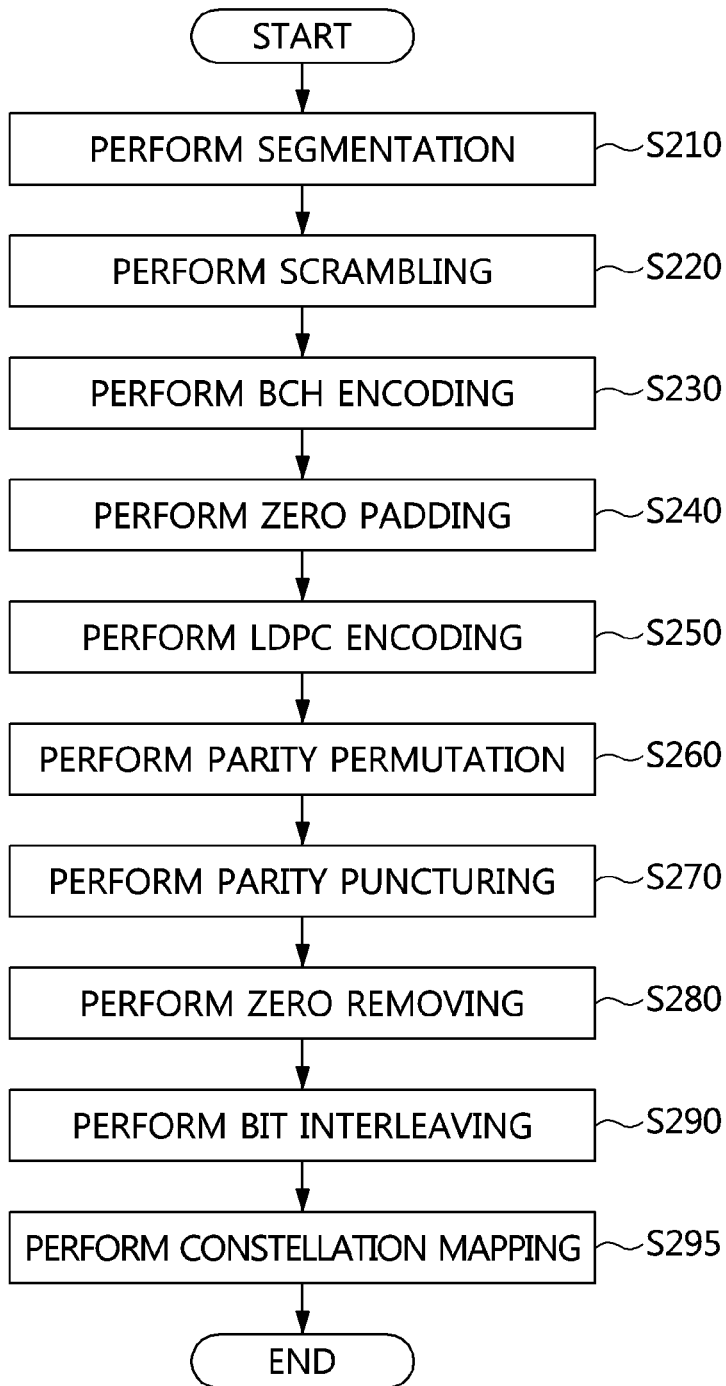 START
PERFORM SEGMENTATION S210
PERFORM SCRAMBLING S220
PERFORM BCH ENCODING S230
PERFORM ZERO PADDING S240
PERFORM LDPC ENCODING S250
PERFORM PARITY PERMUTATION S260
PERFORM PARITY PUNCTURING S270
PERFORM ZERO REMOVING S280
PERFORM BIT INTERLEAVING S290
PERFORM CONSTELLATION MAPPING S295
END